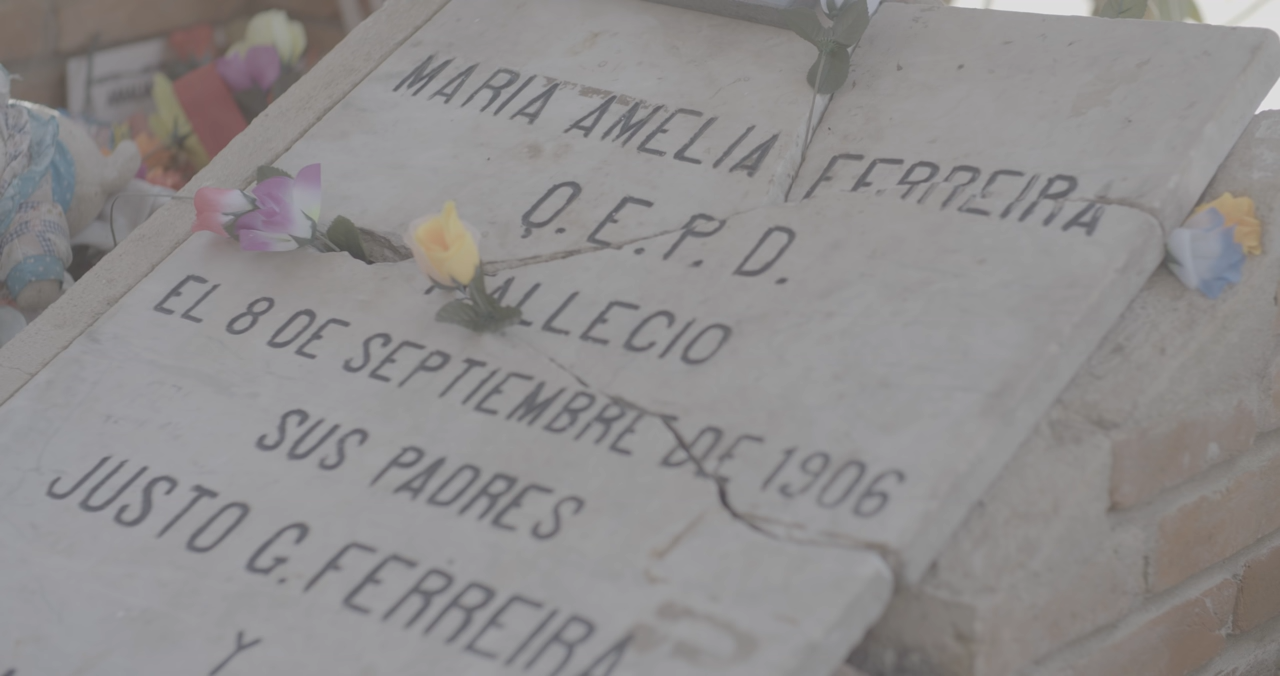 MARIA AMELIA FERREIRA
Q.E.P.D.
FALLECIO
EL 8 DE SEPTIEMBRE DE 1906
SUS PADRES
JUSTO G. FERREIRA
Y